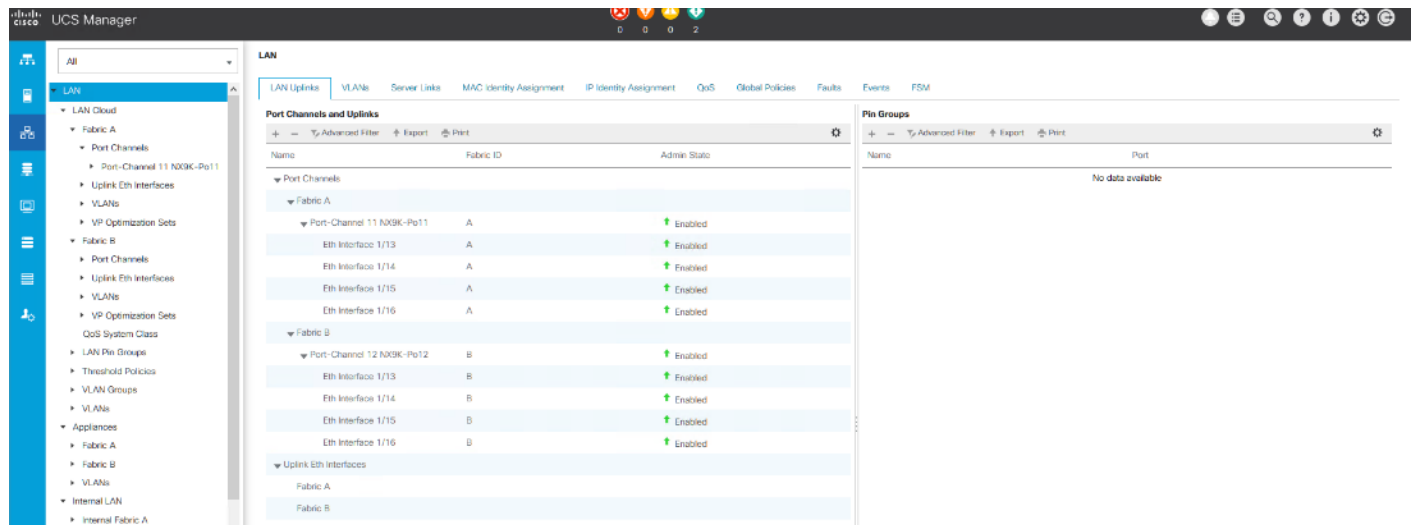 cisco UCS Manager
0 0 0 2
All
LAN
LAN Cloud
Fabric A
Port Channels
Port-Channel 11 NX9K-Po11
Uplink Eth Interfaces
VLANs
VP Optimization Sets
Fabric B
Port Channels
Uplink Eth Interfaces
VLANs
VP Optimization Sets
QoS System Class
LAN Pin Groups
Threshold Policies
VLAN Groups
VLANs
Appliances
Fabric A
Fabric B
VLANs
Internal LAN
Internal Fabric A
LAN
LAN Uplinks VLANs Server Links MAC Identity Assignment IP Identity Assignment QoS Global Policies Faults Events FSM
Port Channels and Uplinks
+ − Advanced Filter Export Print
Name Fabric ID Admin State
Port Channels
Fabric A
Port-Channel 11 NX9K-Po11 A Enabled
Eth Interface 1/13 A Enabled
Eth Interface 1/14 A Enabled
Eth Interface 1/15 A Enabled
Eth Interface 1/16 A Enabled
Fabric B
Port-Channel 12 NX9K-Po12 B Enabled
Eth Interface 1/13 B Enabled
Eth Interface 1/14 B Enabled
Eth Interface 1/15 B Enabled
Eth Interface 1/16 B Enabled
Uplink Eth Interfaces
Fabric A
Fabric B
Pin Groups
+ − Advanced Filter Export Print
Name Port
No data available